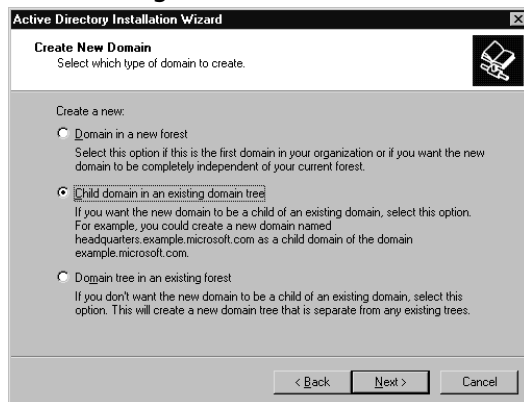 Active Directory Installation Wizard
Create New Domain
Select which type of domain to create.
Create a new:
Domain in a new forest
Select this option if this is the first domain in your organization or if you want the new
domain to be completely independent of your current forest.
Child domain in an existing domain tree
If you want the new domain to be a child of an existing domain, select this option.
For example, you could create a new domain named
headquarters.example.microsoft.com as a child domain of the domain
example.microsoft.com.
Domain tree in an existing forest
If you don't want the new domain to be a child of an existing domain, select this
option. This will create a new domain tree that is separate from any existing trees.
< Back Next > Cancel